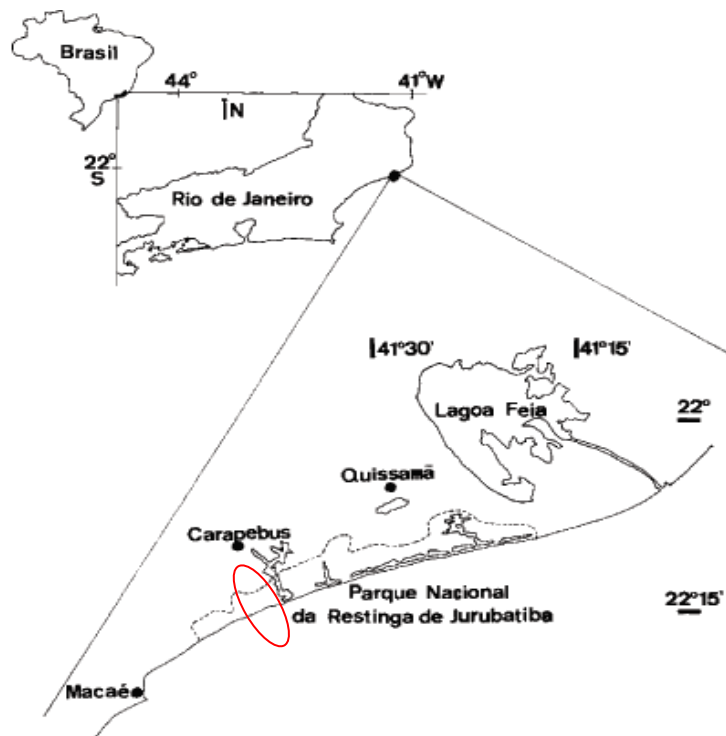 Brasil
44°
41°W
N
22°
S
Rio de Janeiro
41°30'
41°15'
Lagoa Feia
22°
Quissamã
Carapebus
Parque Nacional
da Restinga de Jurubatiba
22°15'
Macaé